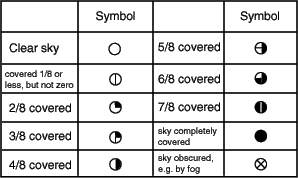 Symbol Symbol
Clear sky 5/8 covered
covered 1/8 or
less, but not zero
6/8 covered
2/8 covered 7/8 covered
3/8 covered
sky completely
covered
4/8 covered
sky obscured,
e.g. by fog